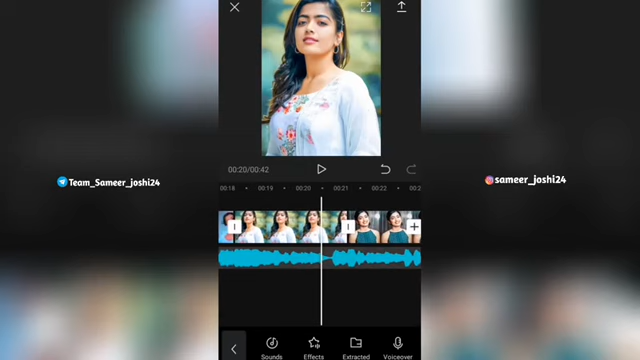 00:20/00:42
00:18 00:19 00:20 00:21 00:22 00:2
Team_Sameer_joshi24
sameer_joshi24
Sounds Effects Extracted Voiceover